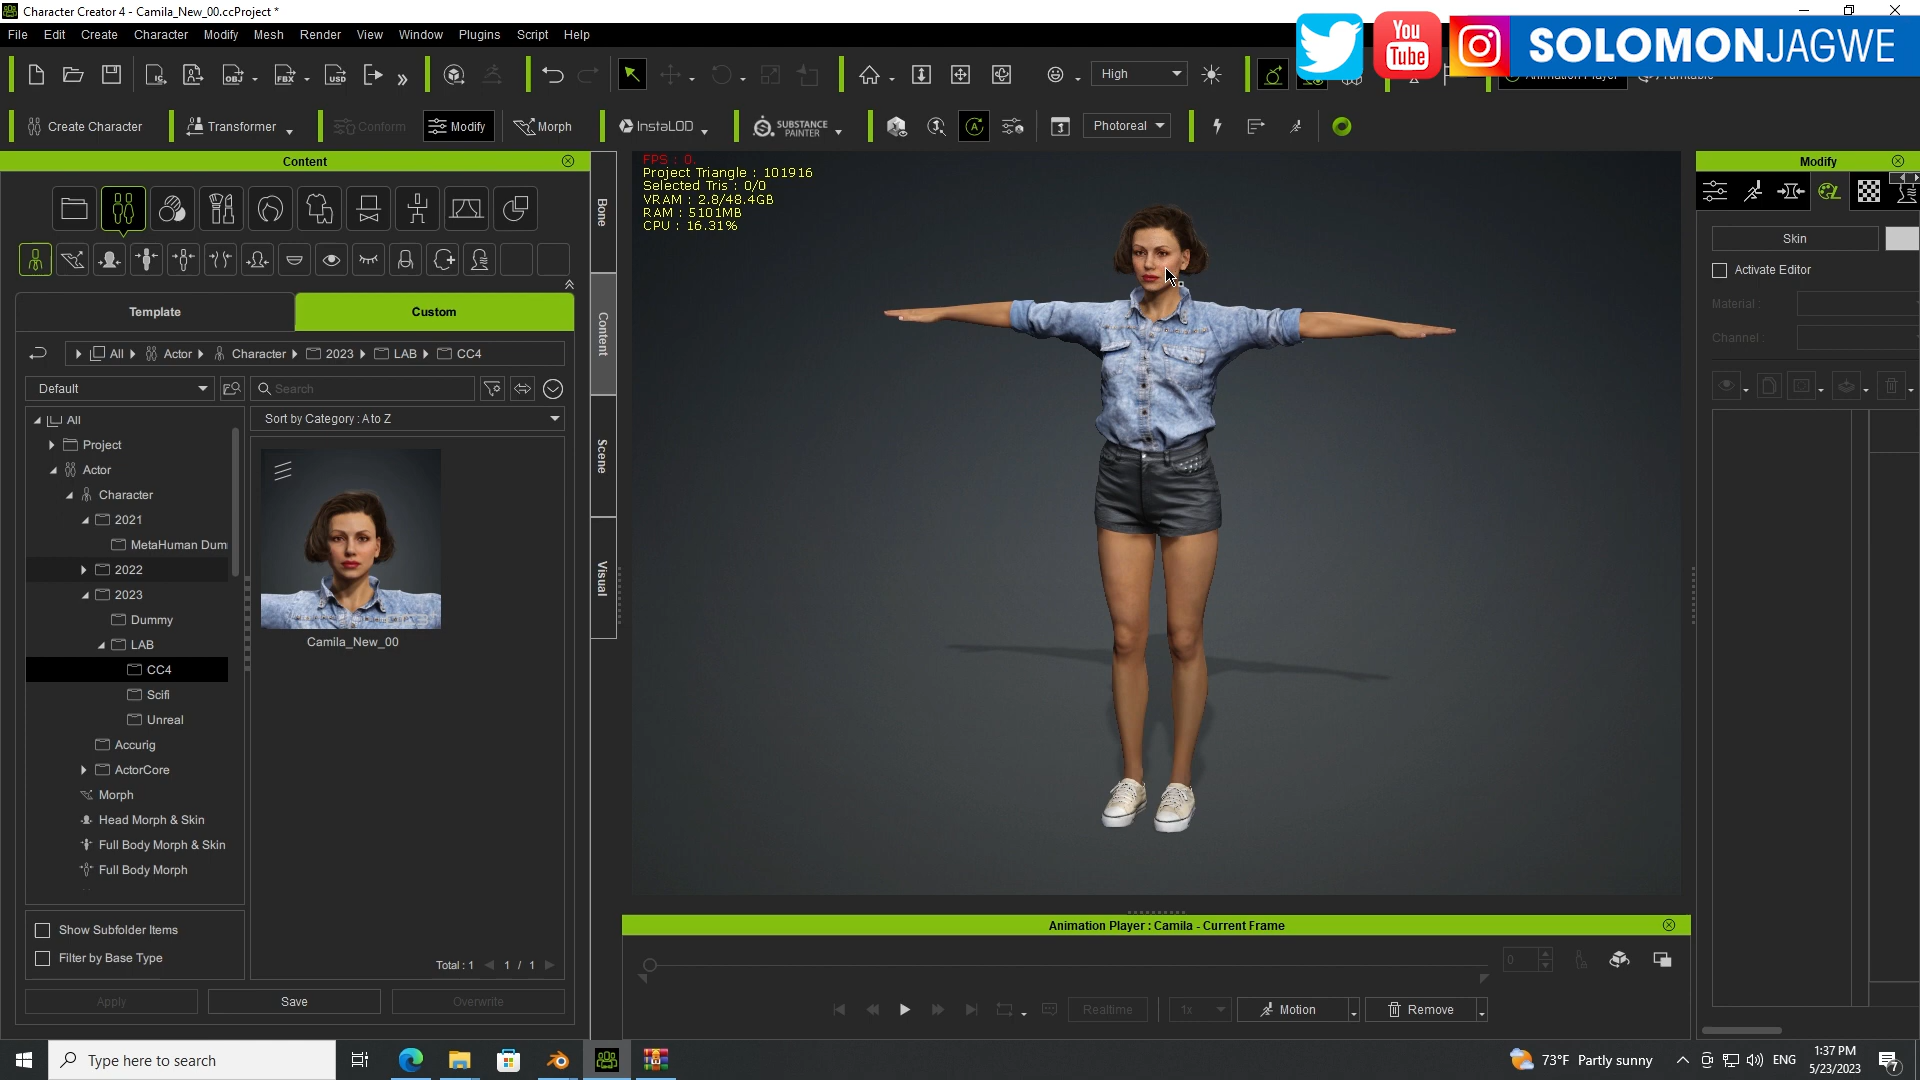 Character Creator 4 - Camila_New_00.ccProject *
File Edit Create Character Modify Mesh Render View Window Plugins Script Help
You Tube
SOLOMONJAGWE
High
Create Character
Transformer
Conform
Modify
Morph
InstaLOD
SUBSTANCE PAINTER
Photoreal
Content
Bone
Content
Scene
Visual
Template
Custom
All Actor Character 2023 LAB CC4
Default
Search
Sort by Category : A to Z
All
Project
Actor
Character
2021
MetaHuman Dum
2022
2023
Dummy
LAB
CC4
Scifi
Unreal
Accurig
ActorCore
Morph
Head Morph & Skin
Full Body Morph & Skin
Full Body Morph
Camila_New_00
Show Subfolder Items
Filter by Base Type
Total : 1 1 / 1
Apply
Save
Overwrite
FPS : 0.
Project Triangle : 101916
Selected Tris : 0/0
VRAM : 2.8/48.4GB
RAM : 5101MB
CPU : 16.31%
Animation Player : Camila - Current Frame
0
Realtime
1x
Motion
Remove
Modify
Skin
Activate Editor
Material :
Channel :
Type here to search
73°F Partly sunny
ENG
1:37 PM
5/23/2023
7